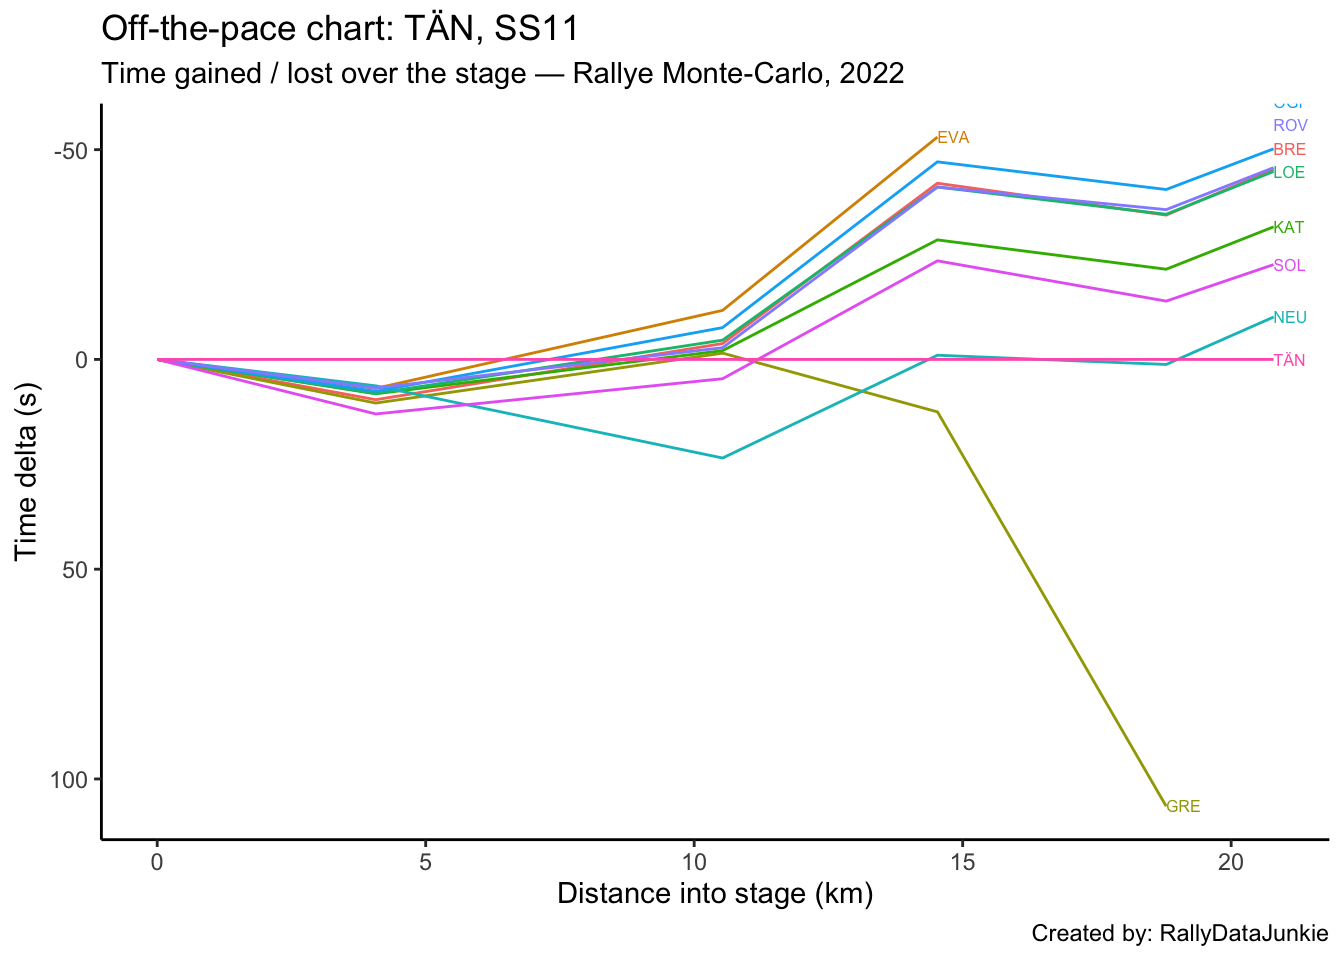 Off-the-pace chart: TÄN, SS11
Time gained / lost over the stage — Rallye Monte-Carlo, 2022
-50
0
50
100
Time delta (s)
EVA
ROV
BRE
LOE
KAT
SOL
NEU
TÄN
GRE
0
5
10
15
20
Distance into stage (km)
Created by: RallyDataJunkie